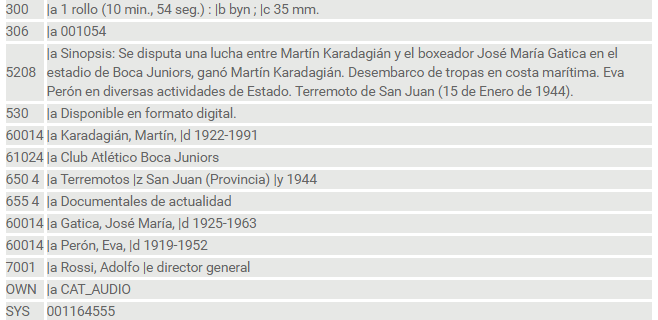 300 |a 1 rollo (10 min., 54 seg.) : |b byn ; |c 35 mm.
306 |a 001054
5208 |a Sinopsis: Se disputa una lucha entre Martín Karadagián y el boxeador José María Gatica en el
estadio de Boca Juniors, ganó Martín Karadagián. Desembarco de tropas en costa marítima. Eva
Perón en diversas actividades de Estado. Terremoto de San Juan (15 de Enero de 1944).
530 |a Disponible en formato digital.
60014 |a Karadagián, Martín, |d 1922-1991
61024 |a Club Atlético Boca Juniors
650 4 |a Terremotos |z San Juan (Provincia) |y 1944
655 4 |a Documentales de actualidad
60014 |a Gatica, José María, |d 1925-1963
60014 |a Perón, Eva, |d 1919-1952
7001 |a Rossi, Adolfo |e director general
OWN |a CAT_AUDIO
SYS 001164555